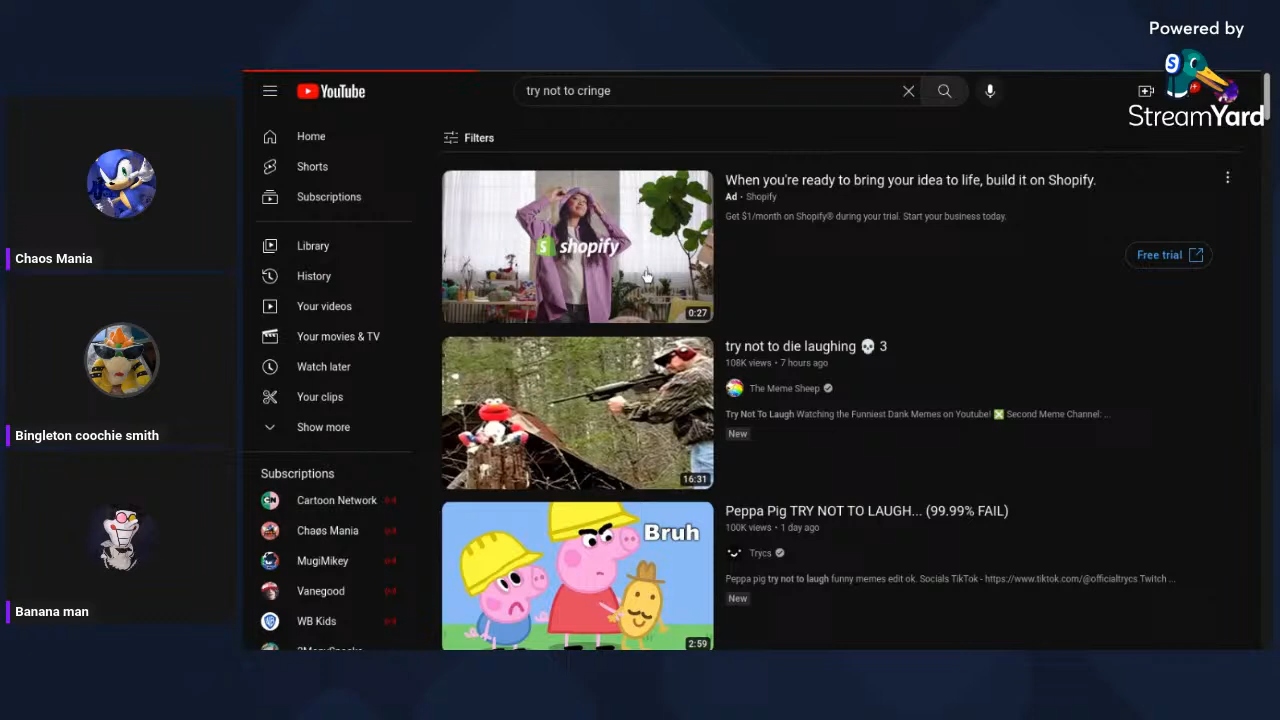 Powered by
StreamYard
YouTube
try not to cringe
Home
Shorts
Subscriptions
Library
History
Your videos
Your movies & TV
Watch later
Your clips
Show more
Subscriptions
Cartoon Network
Chaos Mania
MugiMikey
Vanegood
WB Kids
Filters
shopify
0:27
When you're ready to bring your idea to life, build it on Shopify.
Ad · Shopify
Get $1/month on Shopify® during your trial. Start your business today.
Free trial
16:31
try not to die laughing 💀 3
108K views • 7 hours ago
The Meme Sheep
Try Not To Laugh Watching the Funniest Dank Memes on Youtube! ❎ Second Meme Channel: ...
New
Bruh
2:59
Peppa Pig TRY NOT TO LAUGH... (99.99% FAIL)
100K views • 1 day ago
Trycs
Peppa pig try not to laugh funny memes edit ok. Socials TikTok - https://www.tiktok.com/@officialtrycs Twitch ...
New
Chaos Mania
Bingleton coochie smith
Banana man